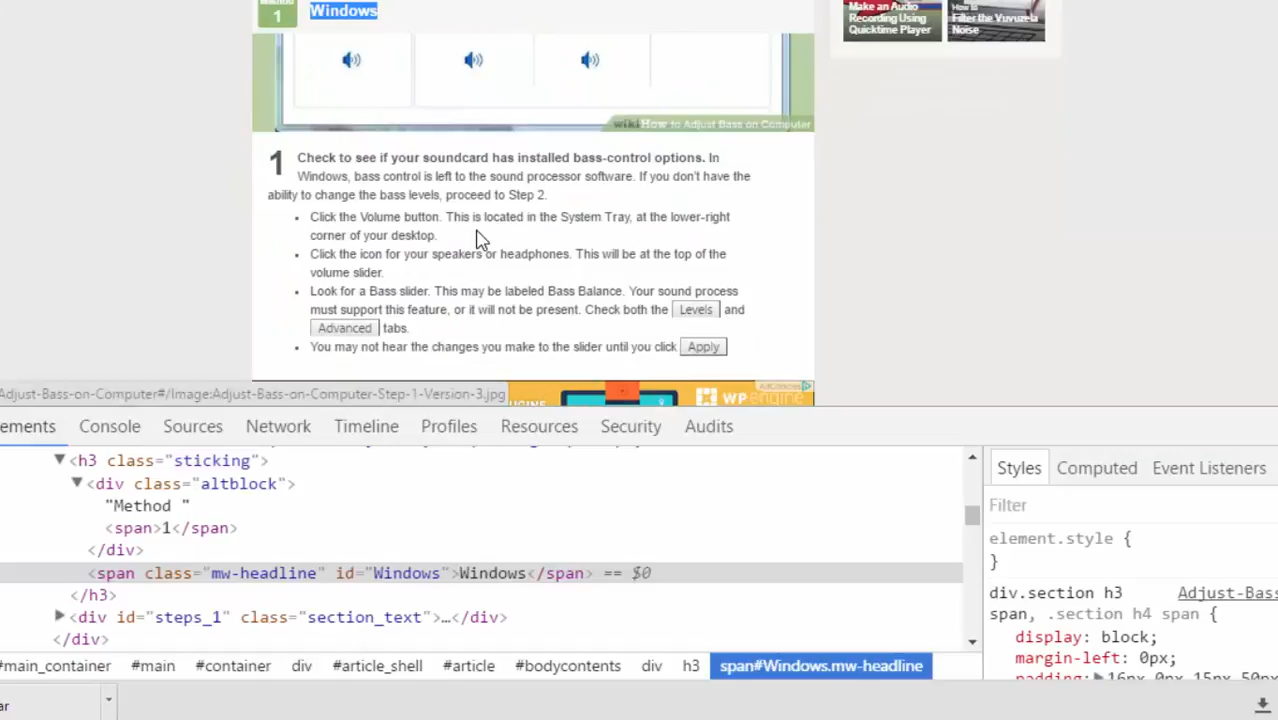 1
Windows
Make an Audio
Recording Using
Quicktime Player
How to
Filter the Vuvuzela
Noise
wikiHow to Adjust Bass on Computer
1 Check to see if your soundcard has installed bass-control options. In
Windows, bass control is left to the sound processor software. If you don't have the
ability to change the bass levels, proceed to Step 2.
• Click the Volume button. This is located in the System Tray, at the lower-right
corner of your desktop.
• Click the icon for your speakers or headphones. This will be at the top of the
volume slider.
• Look for a Bass slider. This may be labeled Bass Balance. Your sound process
must support this feature, or it will not be present. Check both the Levels and
Advanced tabs.
• You may not hear the changes you make to the slider until you click Apply
Adjust-Bass-on-Computer#/Image:Adjust-Bass-on-Computer-Step-1-Version-3.jpg
WP engine
ements Console Sources Network Timeline Profiles Resources Security Audits
<h3 class="sticking">
<div class="altblock">
"Method "
<span>1</span>
</div>
<span class="mw-headline" id="Windows">Windows</span> == $0
</h3>
<div id="steps_1" class="section_text">…</div>
</div>
Styles Computed Event Listeners
Filter
element.style {
}
div.section h3 Adjust-Bass
span, .section h4 span {
display: block;
margin-left: 0px;
padding: 16px 0px 15px 50px
#main_container #main #container div #article_shell #article #bodycontents div h3 span#Windows.mw-headline
ar